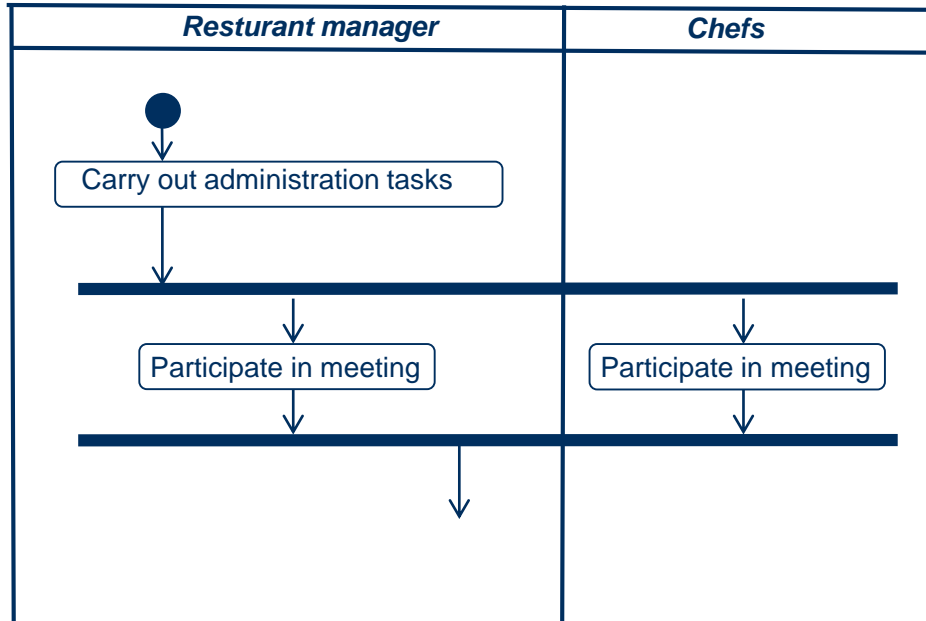 Resturant manager
Chefs
Carry out administration tasks
Participate in meeting
Participate in meeting